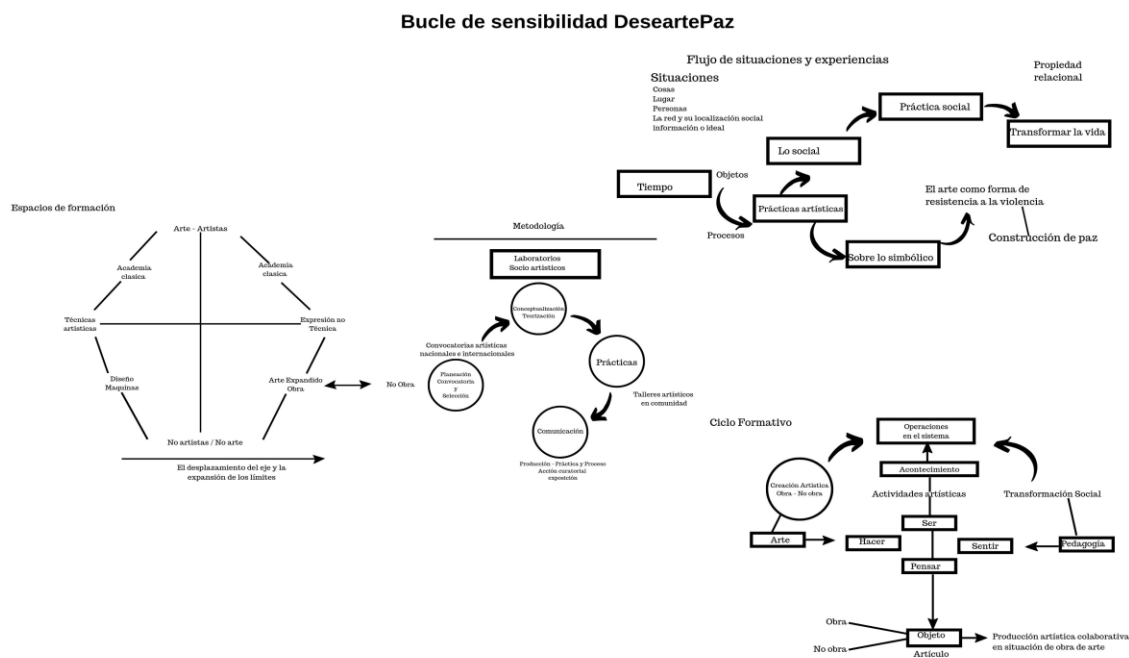 Bucle de sensibilidad DeseartePaz
Espacios de formación
Arte - Artistas
Academia
clasica
Academia
clasica
Técnicas
artísticas
Expresión no
Técnica
Diseño
Maquinas
Arte Expandido
Obra
No artistas / No arte
El desplazamiento del eje y la
expansión de los límites
Metodología
Laboratorios
Socio artisticos
Conceptualización
Teorización
Convocatorias artísticas
nacionales e internacionales
No Obra
Planeación
Convocatoria
y
Selección
Prácticas
Talleres artísticos
en comunidad
Comunicación
Producción - Práctica y Proceso
Acción curatorial
exposición
Flujo de situaciones y experiencias
Situaciones
Cosas
Lugar
Personas
La red y su localización social
información o ideal
Propiedad
relacional
Práctica social
Transformar la vida
Lo social
Tiempo
Objetos
Prácticas artísticas
Procesos
El arte como forma de
resistencia a la violencia
Construcción de paz
Sobre lo simbólico
Ciclo Formativo
Operaciones
en el sistema
Acontecimiento
Creación Artistica
Obra - No obra
Actividades artísticas
Transformación Social
Ser
Arte
Hacer
Sentir
Pedagogía
Pensar
Obra
No obra
Objeto
Artículo
Producción artística colaborativa
en situación de obra de arte